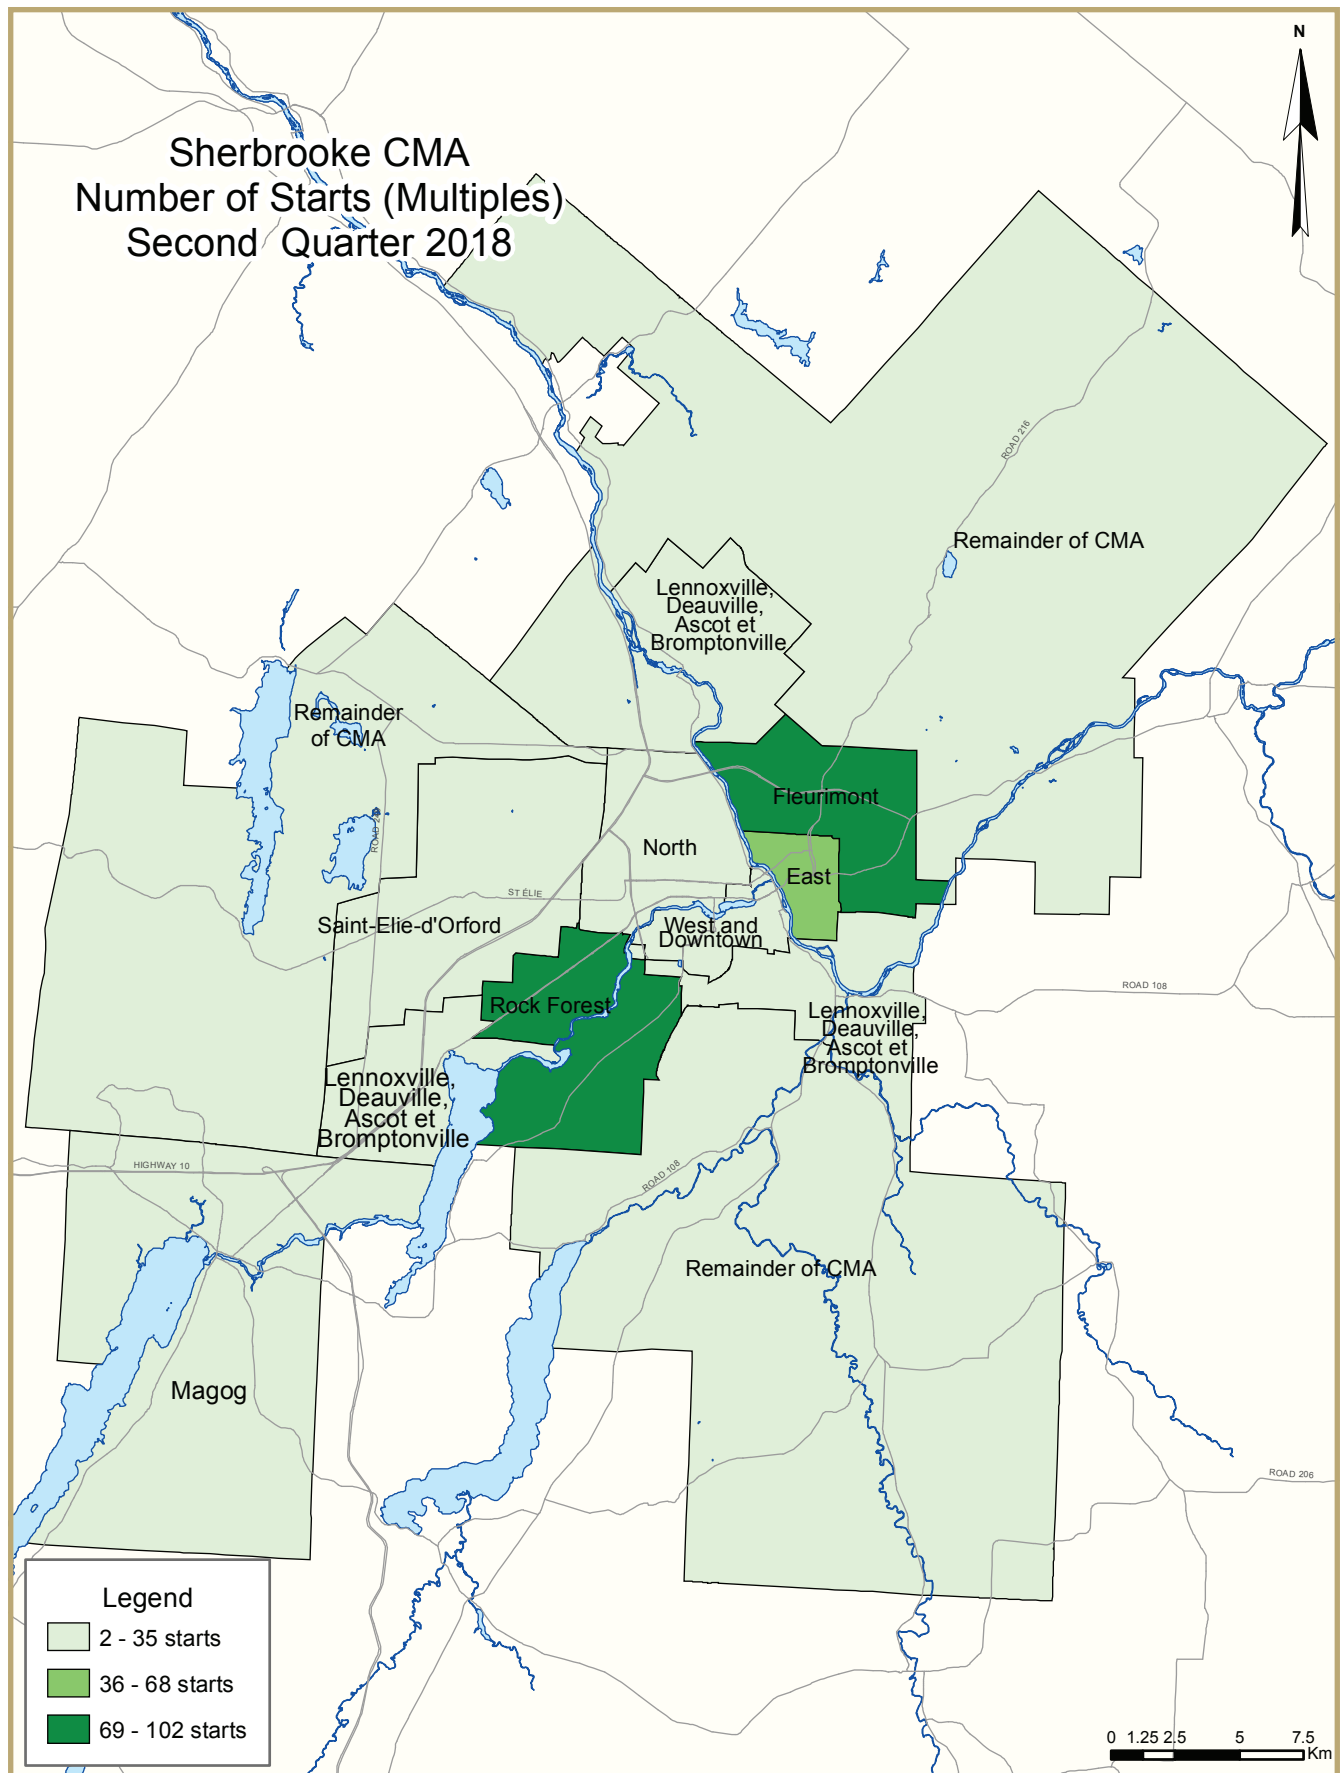 N
Sherbrooke CMA
Number of Starts (Multiples)
Second Quarter 2018
ROAD 216
Remainder of CMA
Lennoxville,
Deauville,
Ascot et
Bromptonville
Remainder
of CMA
Fleurimont
ROAD
North
East
ST ÉLIE
Saint-Elie-d'Orford
West and
Downtown
Rock Forest
ROAD 108
Lennoxville,
Deauville,
Ascot et
Bromptonville
Lennoxville,
Deauville,
Ascot et
Bromptonville
HIGHWAY 10
ROAD 108
Remainder of CMA
Magog
ROAD 206
Legend
2 - 35 starts
36 - 68 starts
69 - 102 starts
0 1.25 2.5 5 7.5
Km